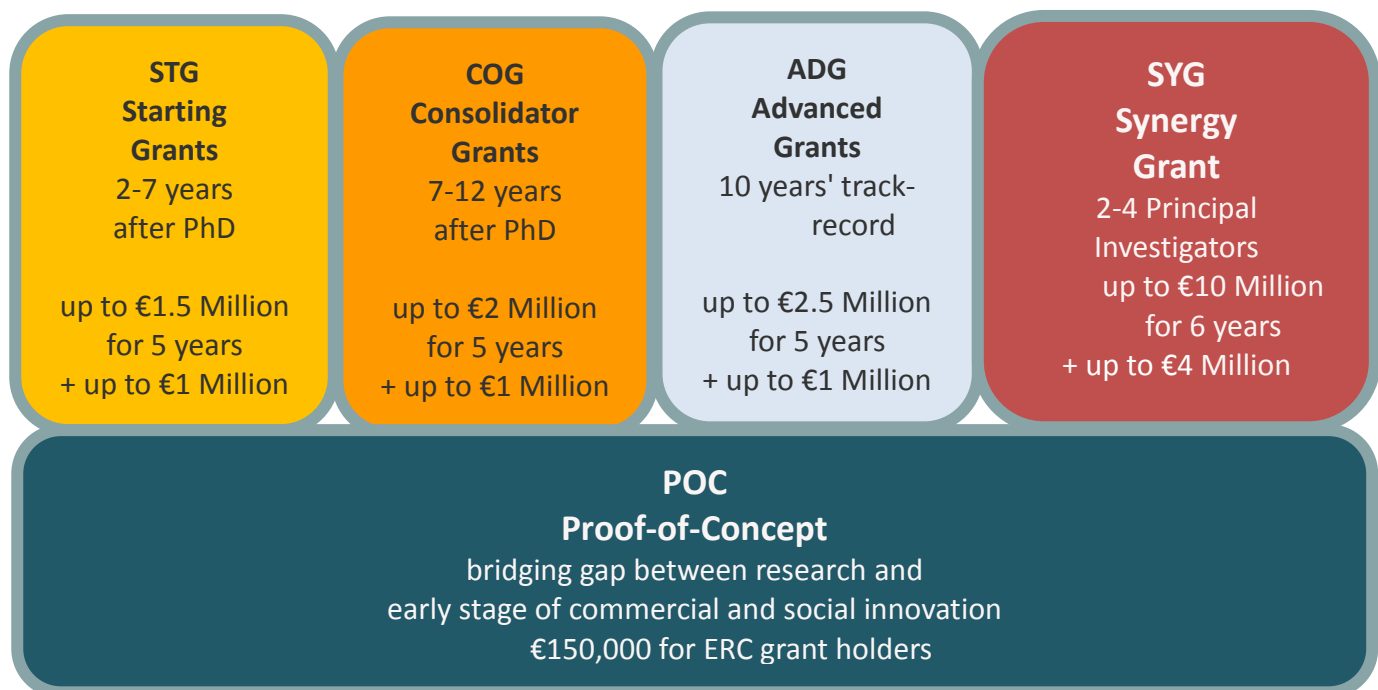 STG
Starting
Grants
2-7 years
after PhD
up to €1.5 Million
for 5 years
+ up to €1 Million
COG
Consolidator
Grants
7-12 years
after PhD
up to €2 Million
for 5 years
+ up to €1 Million
ADG
Advanced
Grants
10 years' track-
record
up to €2.5 Million
for 5 years
+ up to €1 Million
SYG
Synergy
Grant
2-4 Principal
Investigators
up to €10 Million
for 6 years
+ up to €4 Million
POC
Proof-of-Concept
bridging gap between research and
early stage of commercial and social innovation
€150,000 for ERC grant holders